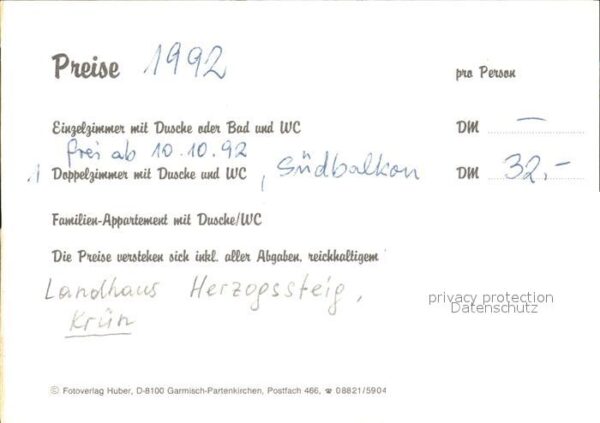 Preise 1992 pro Person
Einzelzimmer mit Dusche oder Bad und WC DM —
frei ab 10.10.92
1 Doppelzimmer mit Dusche und WC, Südbalkon DM 32,-
Familien-Appartement mit Dusche/WC
Die Preise verstehen sich inkl. aller Abgaben, reichhaltigem
Landhaus Herzogssteig,
Krün
privacy protection
Datenschutz
© Fotoverlag Huber, D-8100 Garmisch-Partenkirchen, Postfach 466, ☎ 08821/5904